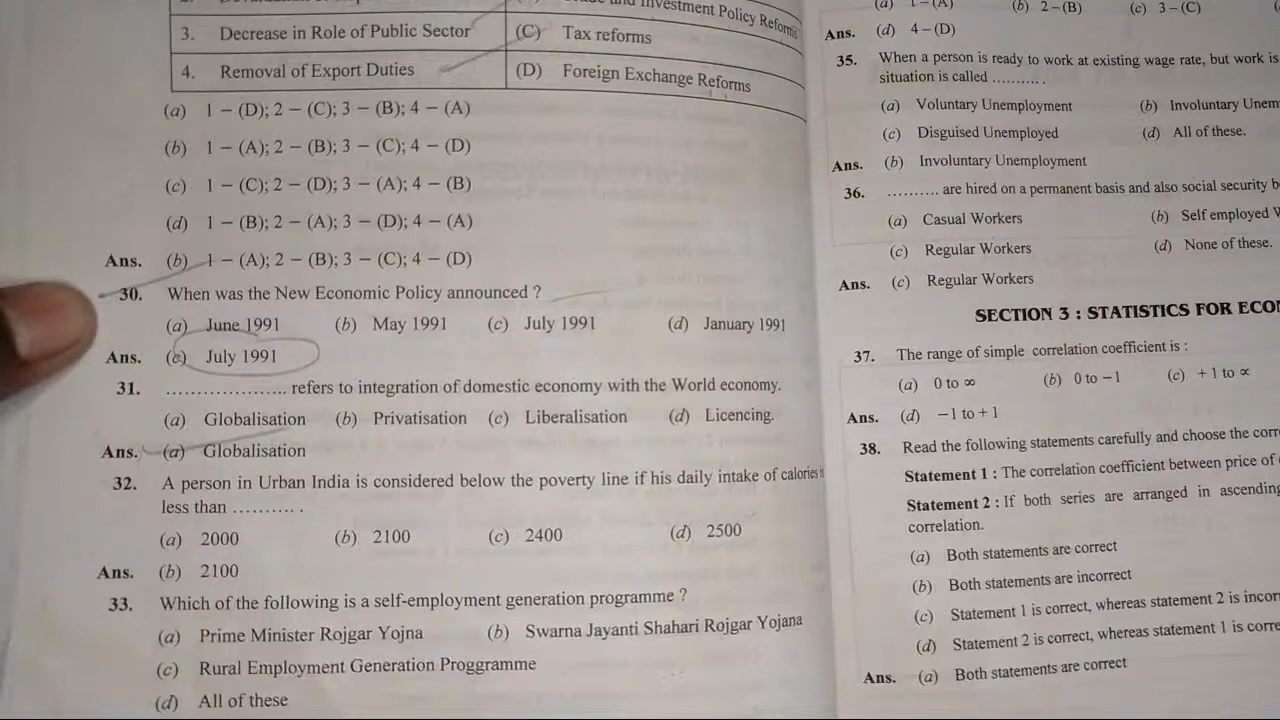 Investment Policy Reforms
3. Decrease in Role of Public Sector (C) Tax reforms
4. Removal of Export Duties (D) Foreign Exchange Reforms
(a) 1 – (D); 2 – (C); 3 – (B); 4 – (A)
(b) 1 – (A); 2 – (B); 3 – (C); 4 – (D)
(c) 1 – (C); 2 – (D); 3 – (A); 4 – (B)
(d) 1 – (B); 2 – (A); 3 – (D); 4 – (A)
Ans. (b) 1 – (A); 2 – (B); 3 – (C); 4 – (D)
30. When was the New Economic Policy announced ?
(a) June 1991 (b) May 1991 (c) July 1991 (d) January 1991
Ans. (c) July 1991
31. .................... refers to integration of domestic economy with the World economy.
(a) Globalisation (b) Privatisation (c) Liberalisation (d) Licencing.
Ans. (a) Globalisation
32. A person in Urban India is considered below the poverty line if his daily intake of calories is
less than .......... .
(a) 2000 (b) 2100 (c) 2400 (d) 2500
Ans. (b) 2100
33. Which of the following is a self-employment generation programme ?
(a) Prime Minister Rojgar Yojna (b) Swarna Jayanti Shahari Rojgar Yojana
(c) Rural Employment Generation Proggramme
(d) All of these
(a) 1 – (A) (b) 2 – (B) (c) 3 – (C)
Ans. (d) 4 – (D)
35. When a person is ready to work at existing wage rate, but work is
situation is called .......... .
(a) Voluntary Unemployment (b) Involuntary Unem
(c) Disguised Unemployed (d) All of these.
Ans. (b) Involuntary Unemployment
36. .......... are hired on a permanent basis and also social security b
(a) Casual Workers (b) Self employed W
(c) Regular Workers (d) None of these.
Ans. (c) Regular Workers
SECTION 3 : STATISTICS FOR ECO
37. The range of simple correlation coefficient is :
(a) 0 to ∞ (b) 0 to –1 (c) +1 to ∝
Ans. (d) –1 to +1
38. Read the following statements carefully and choose the corr
Statement 1 : The correlation coefficient between price of
Statement 2 : If both series are arranged in ascending
correlation.
(a) Both statements are correct
(b) Both statements are incorrect
(c) Statement 1 is correct, whereas statement 2 is incor
(d) Statement 2 is correct, whereas statement 1 is corre
Ans. (a) Both statements are correct